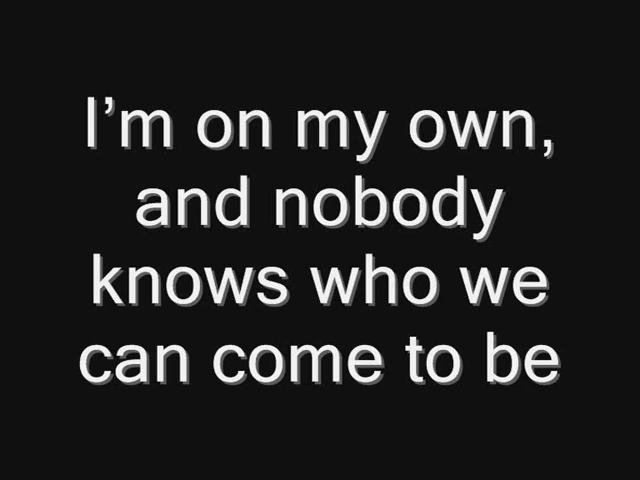 I’m on my own,
and nobody
knows who we
can come to be